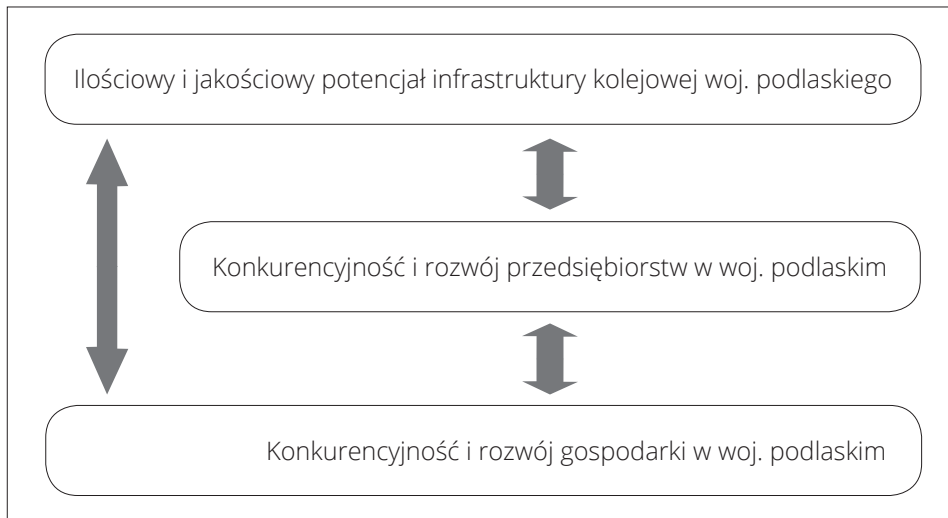 Ilościowy i jakościowy potencjał infrastruktury kolejowej woj. podlaskiego
Konkurencyjność i rozwój przedsiębiorstw w woj. podlaskim
Konkurencyjność i rozwój gospodarki w woj. podlaskim